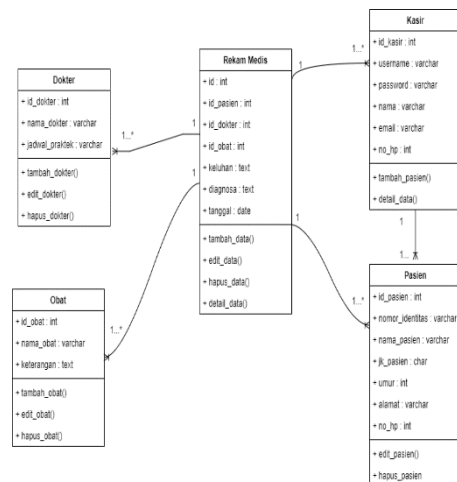 Dokter
+ id_dokter : int
+ nama_dokter : varchar
+ jadwal_praktek : varchar
+ tambah_dokter()
+ edit_dokter()
+ hapus_dokter()
1...*
1
Rekam Medis
+ id : int
+ id_pasien : int
+ id_dokter : int
+ id_obat : int
+ keluhan : text
+ diagnosa : text
+ tanggal : date
+ tambah_data()
+ edit_data()
+ hapus_data()
+ detail_data()
1
1...*
Kasir
+ id_kasir : int
+ username : varchar
+ password : varchar
+ nama : varchar
+ email : varchar
+ no_hp : int
+ tambah_pasien()
+ detail_data()
1
1...
1
1...*
Obat
+ id_obat : int
+ nama_obat : varchar
+ keterangan : text
+ tambah_obat()
+ edit_obat()
+ hapus_obat()
1
1...*
Pasien
+ id_pasien : int
+ nomor_identitas : varchar
+ nama_pasien : varchar
+ jk_pasien : char
+ umur : int
+ alamat : varchar
+ no_hp : int
+ edit_pasien()
+ hapus_pasien